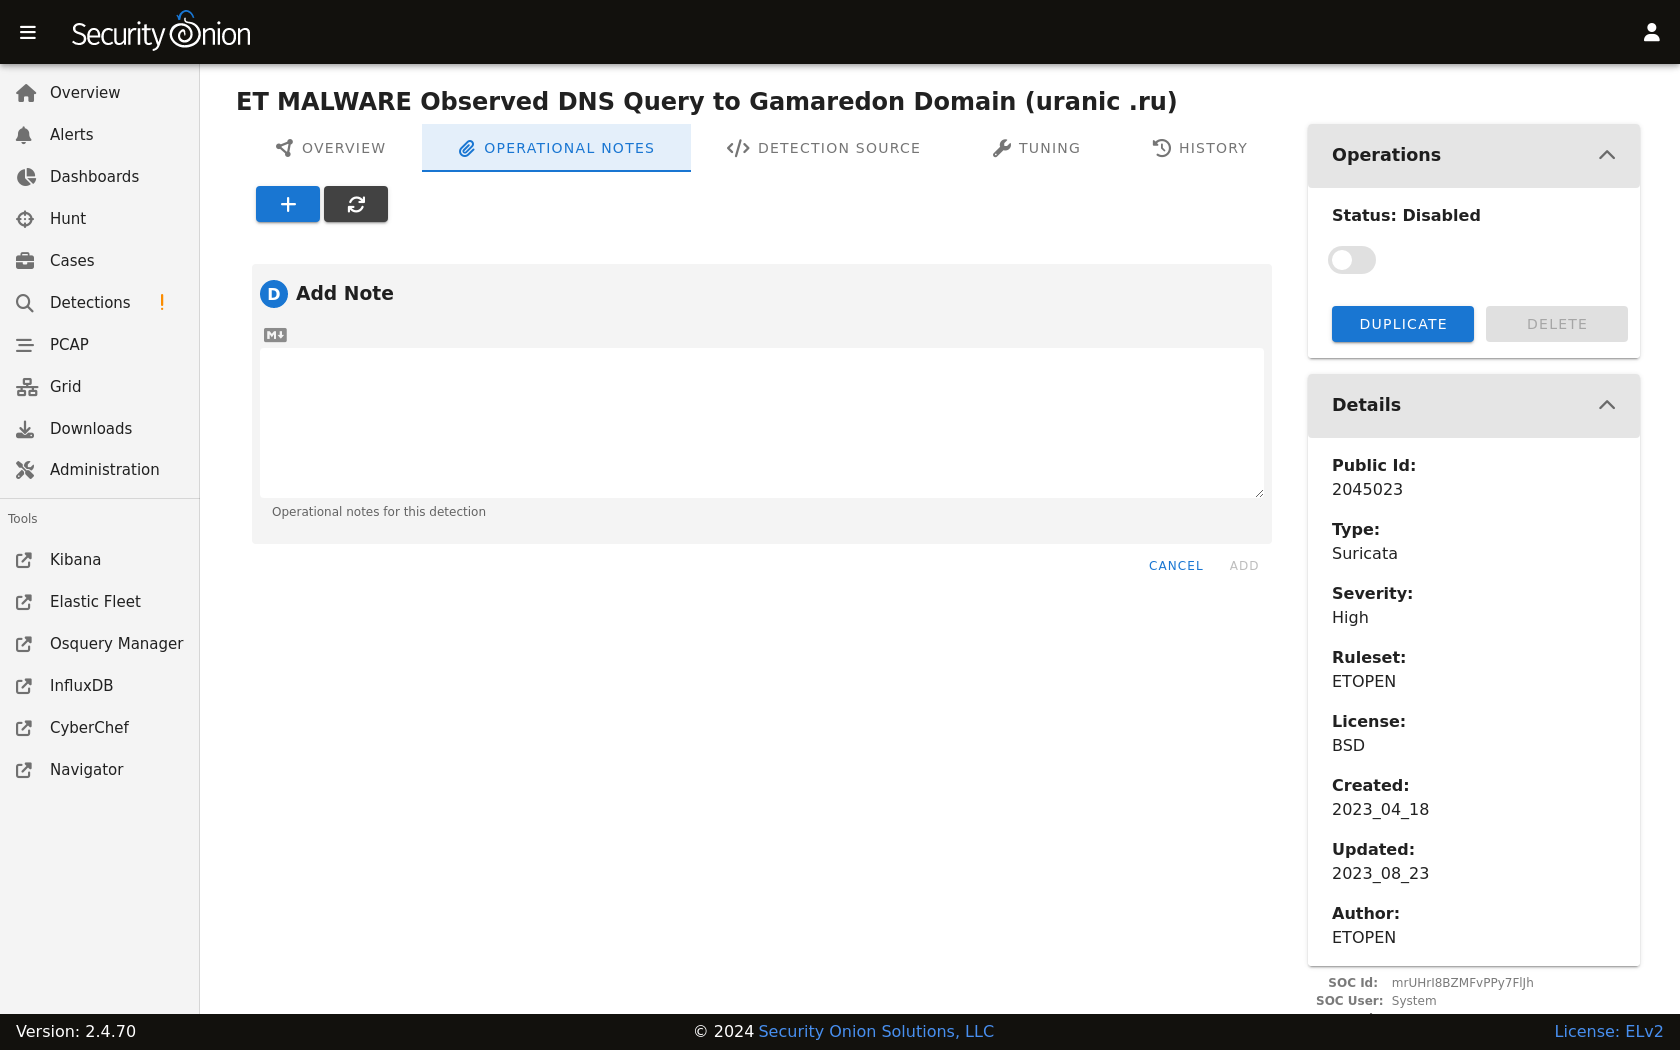 Security Onion
Overview
Alerts
Dashboards
Hunt
Cases
Detections !
PCAP
Grid
Downloads
Administration
Tools
Kibana
Elastic Fleet
Osquery Manager
InfluxDB
CyberChef
Navigator
ET MALWARE Observed DNS Query to Gamaredon Domain (uranic .ru)
OVERVIEW OPERATIONAL NOTES DETECTION SOURCE TUNING HISTORY
D Add Note
M
Operational notes for this detection
CANCEL ADD
Operations
Status: Disabled
DUPLICATE DELETE
Details
Public Id:
2045023
Type:
Suricata
Severity:
High
Ruleset:
ETOPEN
License:
BSD
Created:
2023_04_18
Updated:
2023_08_23
Author:
ETOPEN
SOC Id:
SOC User: System
Version: 2.4.70 © 2024 Security Onion Solutions, LLC License: ELv2